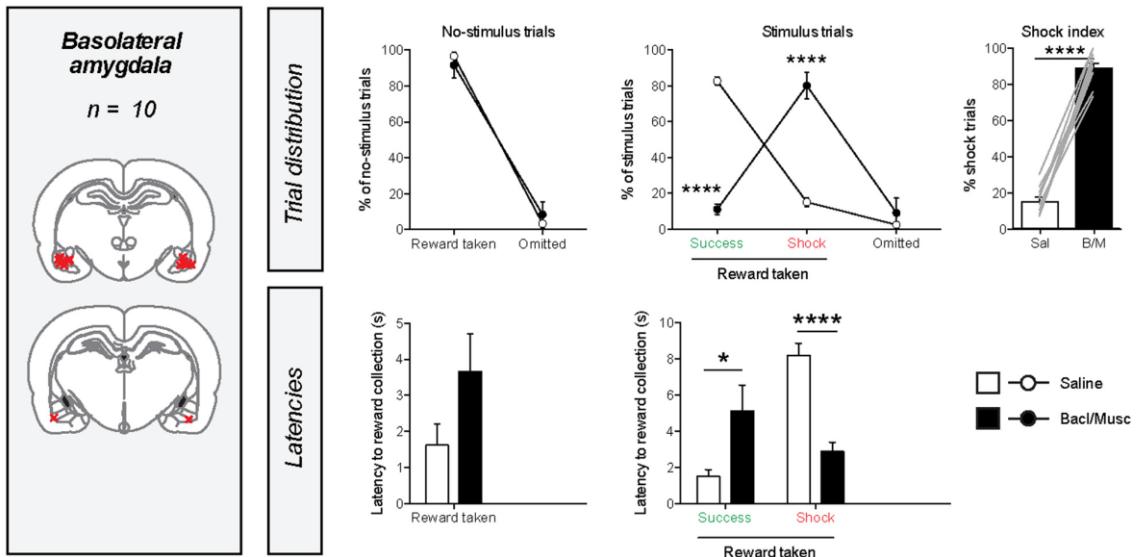 Basolateral
amygdala
n = 10
Trial distribution
Latencies
No-stimulus trials
% of no-stimulus trials
100
80
60
40
20
0
Reward taken
Omitted
Stimulus trials
% of stimulus trials
100
80
60
40
20
0
****
****
Success
Shock
Omitted
Reward taken
Shock index
% shock trials
100
80
60
40
20
0
****
Sal
B/M
Latency to reward collection (s)
5
4
3
2
1
0
Reward taken
Latency to reward collection (s)
10
8
6
4
2
0
*
****
Success
Shock
Reward taken
Saline
Bacl/Musc